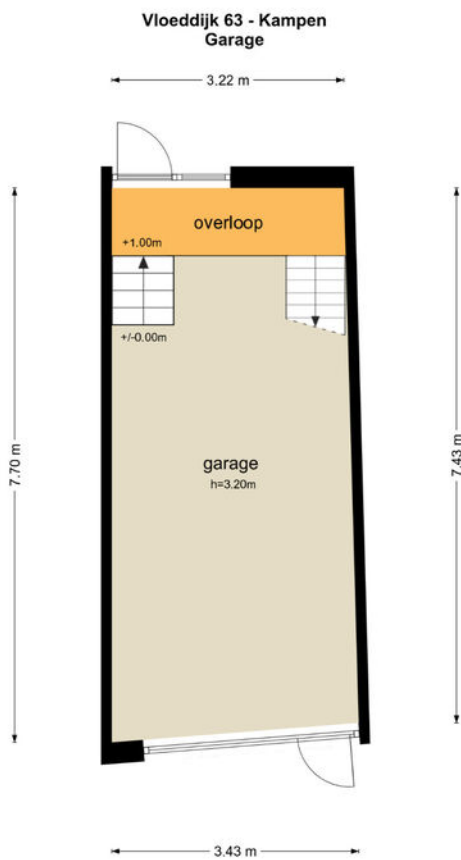 Vloeddijk 63 - Kampen
Garage
3.22 m
overloop
+1.00m
+/-0.00m
7.70 m
7.43 m
garage
h=3.20m
3.43 m